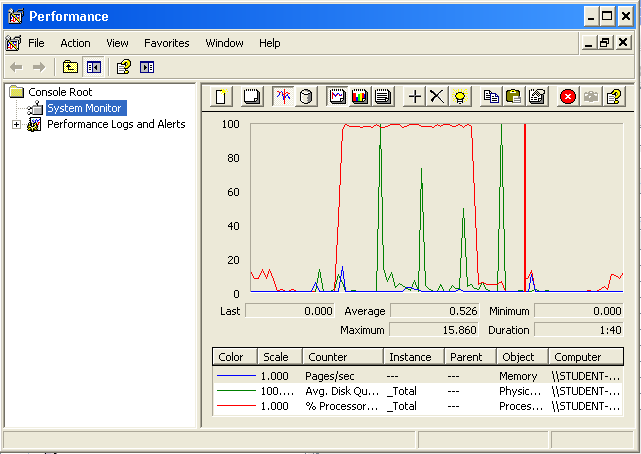 Performance
File Action View Favorites Window Help
Console Root
System Monitor
Performance Logs and Alerts
100
80
60
40
20
0
Last 0.000 Average 0.526 Minimum 0.000
Maximum 15.860 Duration 1:40
Color Scale Counter Instance Parent Object Computer
1.000 Pages/sec --- --- Memory \\STUDENT-...
100.... Avg. Disk Qu... _Total --- Physic... \\STUDENT-...
1.000 % Processor... _Total --- Proces... \\STUDENT-...